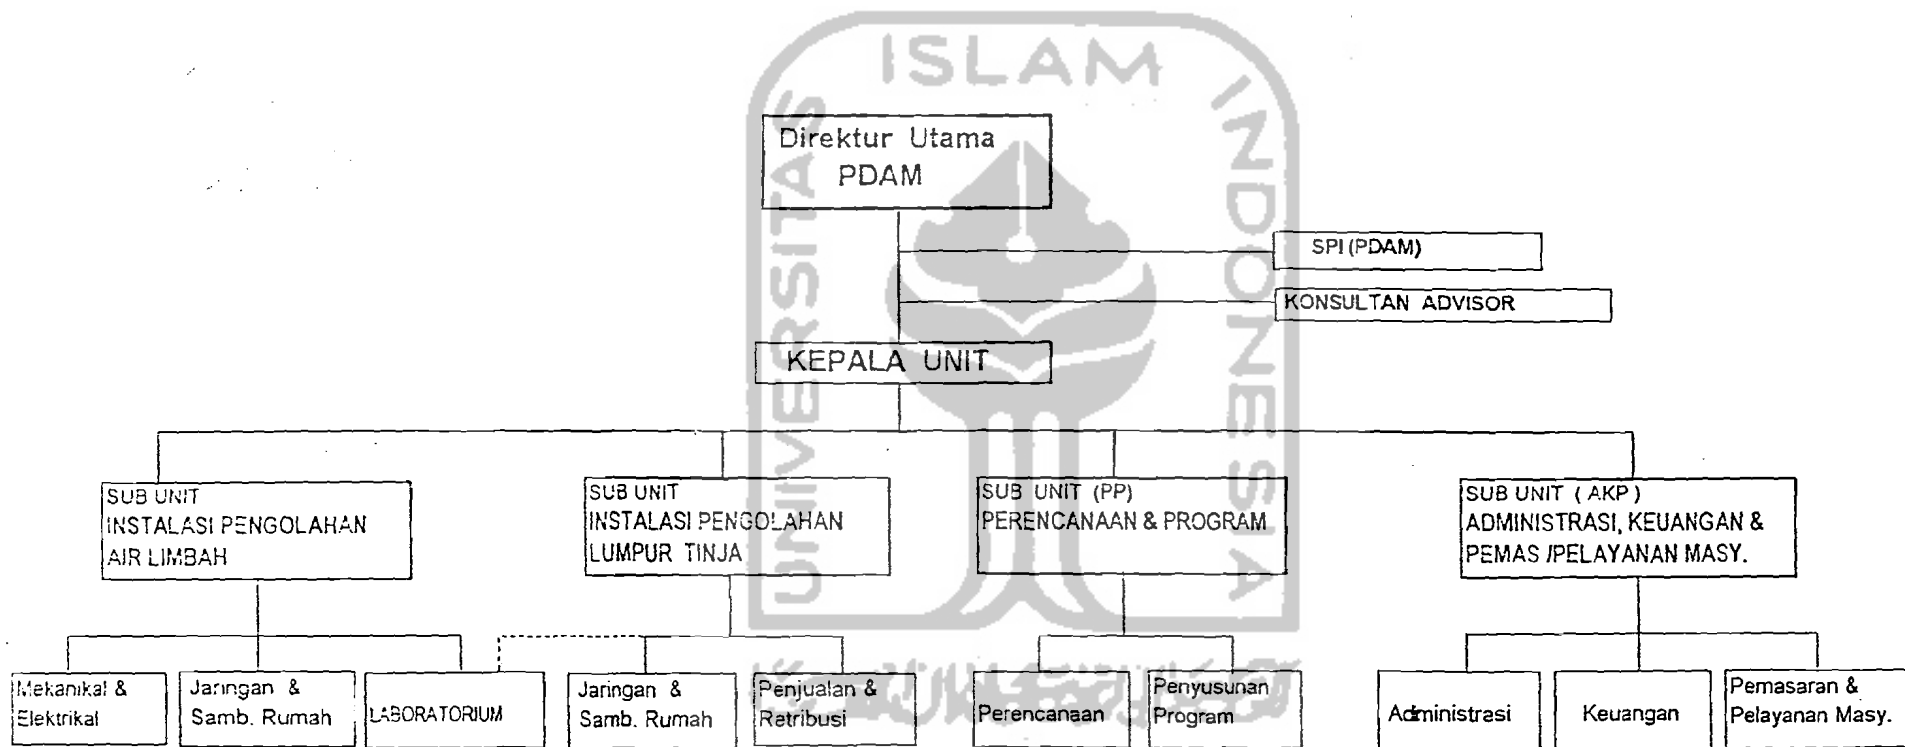 UNIVERSITAS
ISLAM
INDONESIA
Direktur Utama
PDAM
SPI (PDAM)
KONSULTAN ADVISOR
KEPALA UNIT
SUB UNIT
INSTALASI PENGOLAHAN
AIR LIMBAH
SUB UNIT
INSTALASI PENGOLAHAN
LUMPUR TINJA
SUB UNIT (PP)
PERENCANAAN & PROGRAM
SUB UNIT ( AKP )
ADMINISTRASI, KEUANGAN &
PEMAS /PELAYANAN MASY.
Mekanikal &
Elektrikal
Jaringan &
Samb. Rumah
LABORATORIUM
Jaringan &
Samb. Rumah
Penjualan &
Retribusi
Perencanaan
Penyusunan
Program
Administrasi
Keuangan
Pemasaran &
Pelayanan Masy.